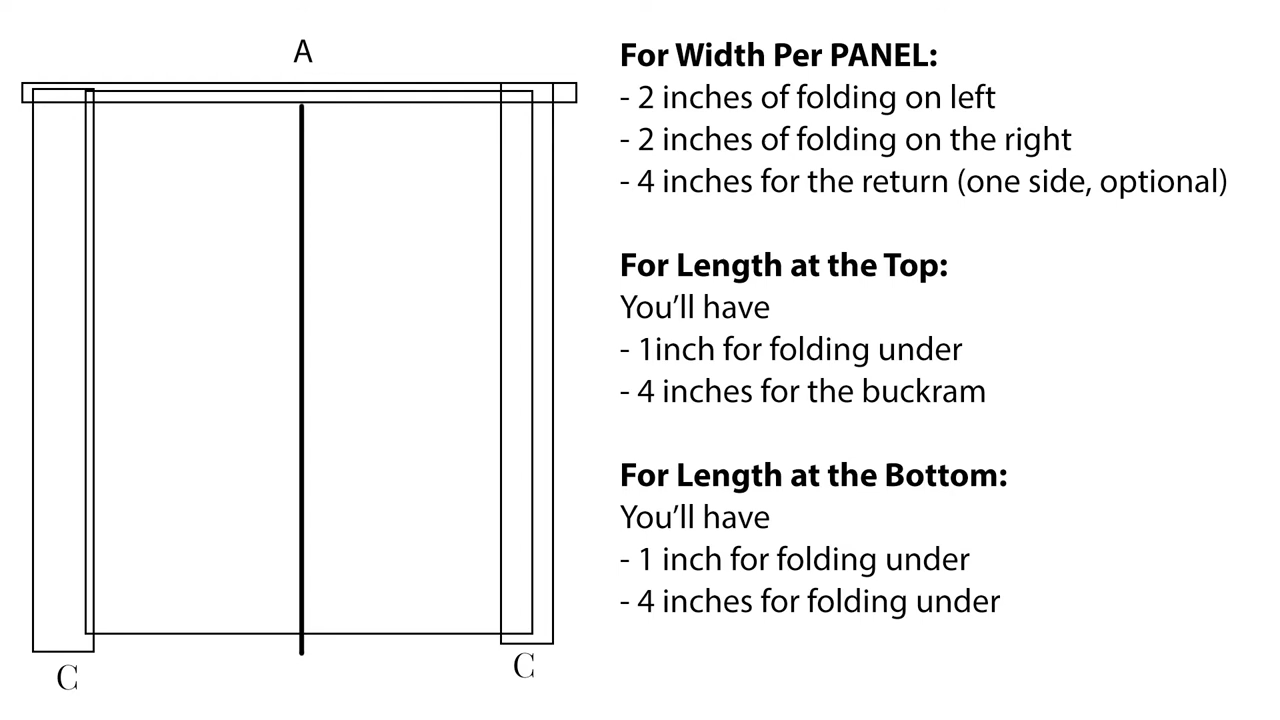 A
For Width Per PANEL:
- 2 inches of folding on left
- 2 inches of folding on the right
- 4 inches for the return (one side, optional)
For Length at the Top:
You’ll have
- 1inch for folding under
- 4 inches for the buckram
For Length at the Bottom:
You’ll have
- 1 inch for folding under
- 4 inches for folding under
C
C